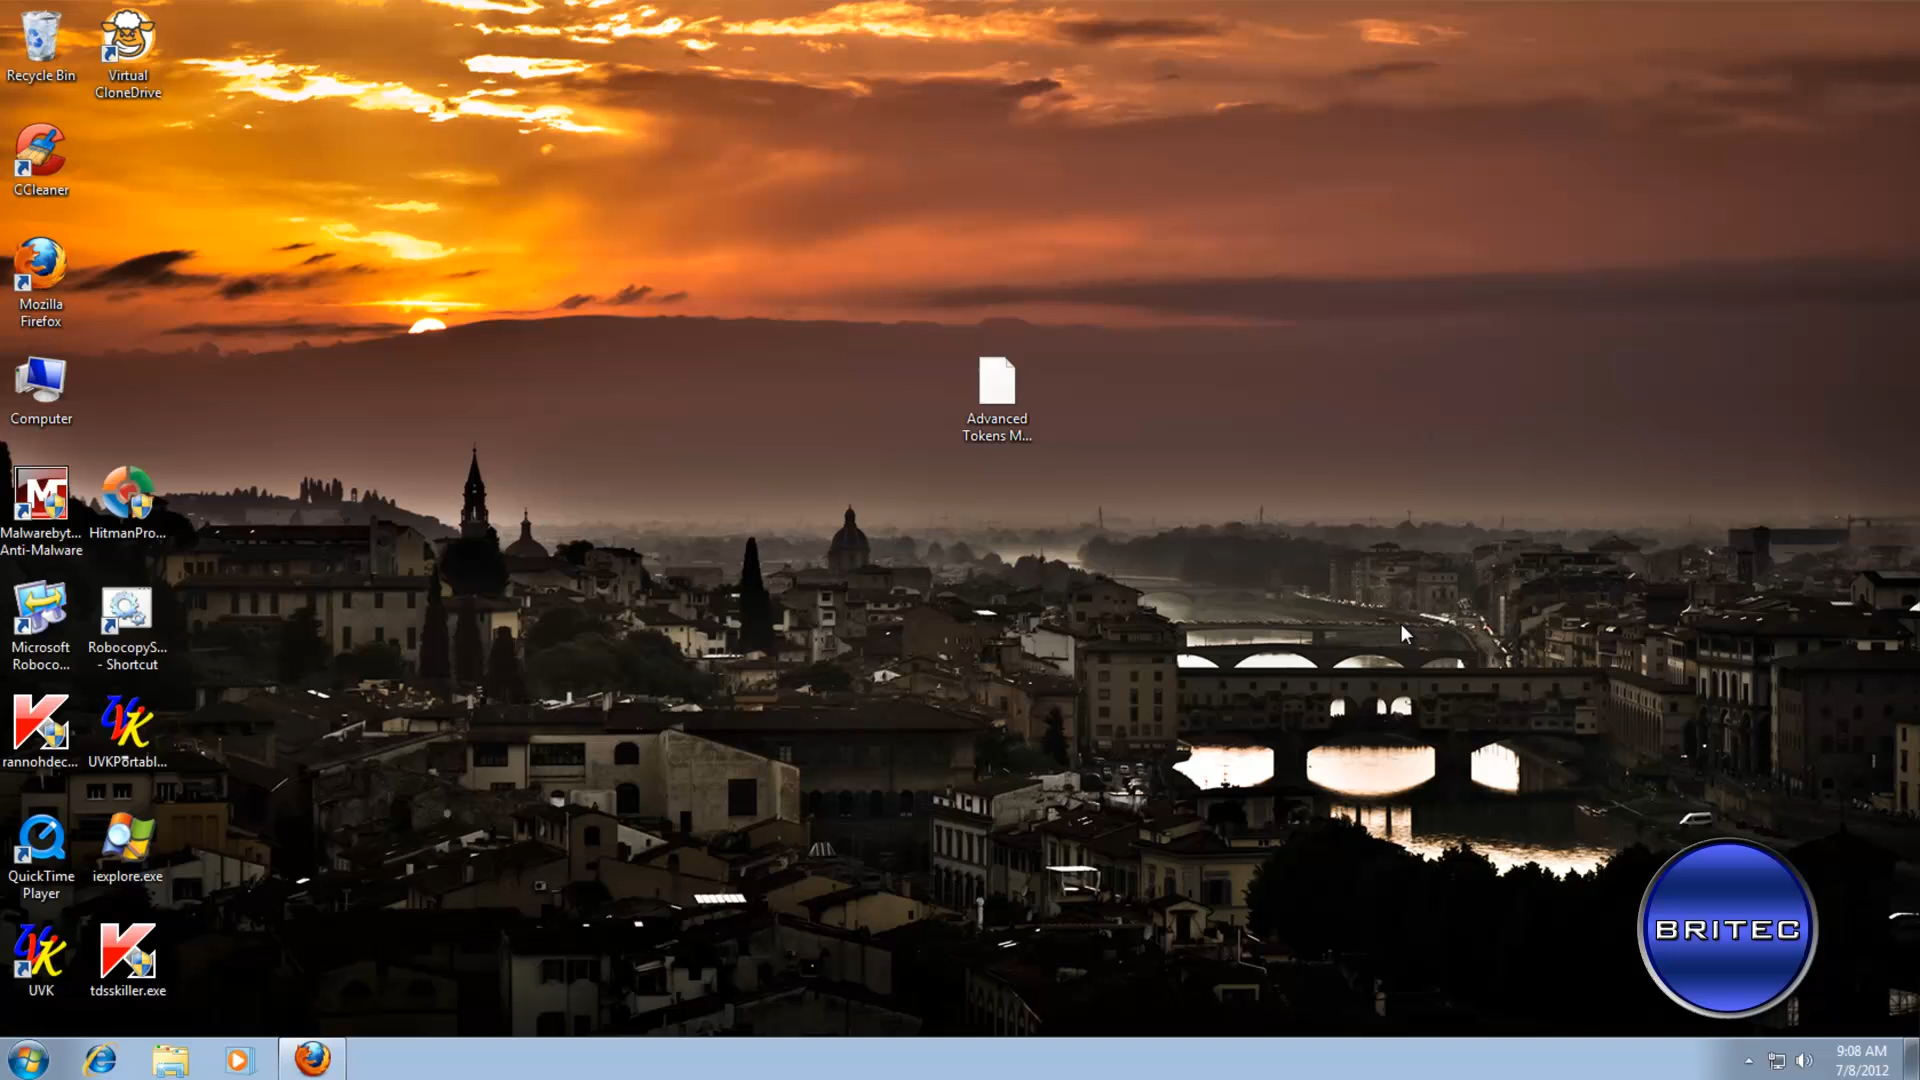 Recycle Bin
Virtual
CloneDrive
CCleaner
Mozilla
Firefox
Computer
Advanced
Tokens M...
Malwarebyt...
Anti-Malware
HitmanPro...
Microsoft
Roboco...
RobocopyS...
- Shortcut
rannohdec...
UVKPortabl...
QuickTime
Player
iexplore.exe
UVK
tdsskiller.exe
BRITEC
9:08 AM
7/8/2012